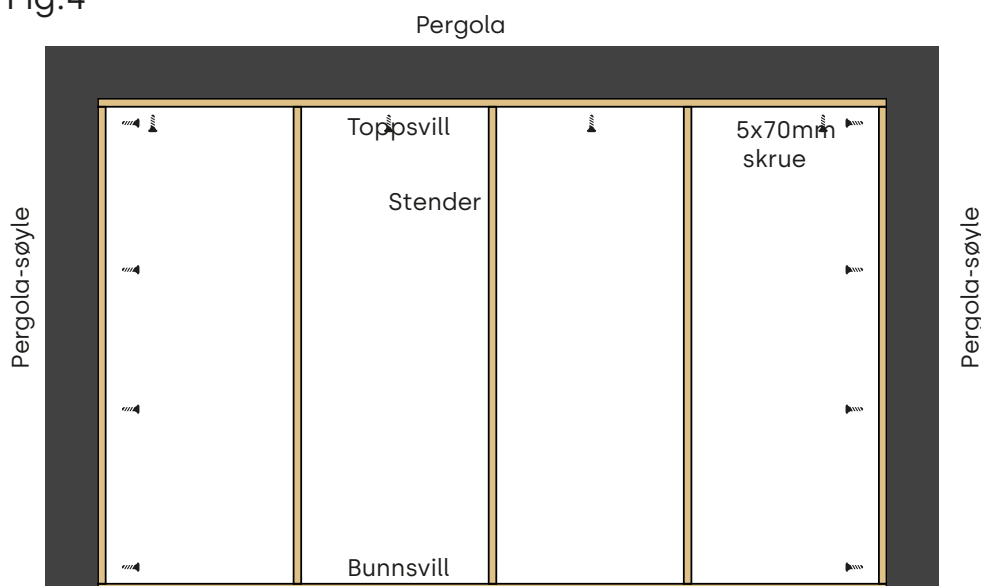 Fig.4
Pergola
Toppsvill
5x70mm
skrue
Stender
Pergola-søyle
Pergola-søyle
Bunnsvill